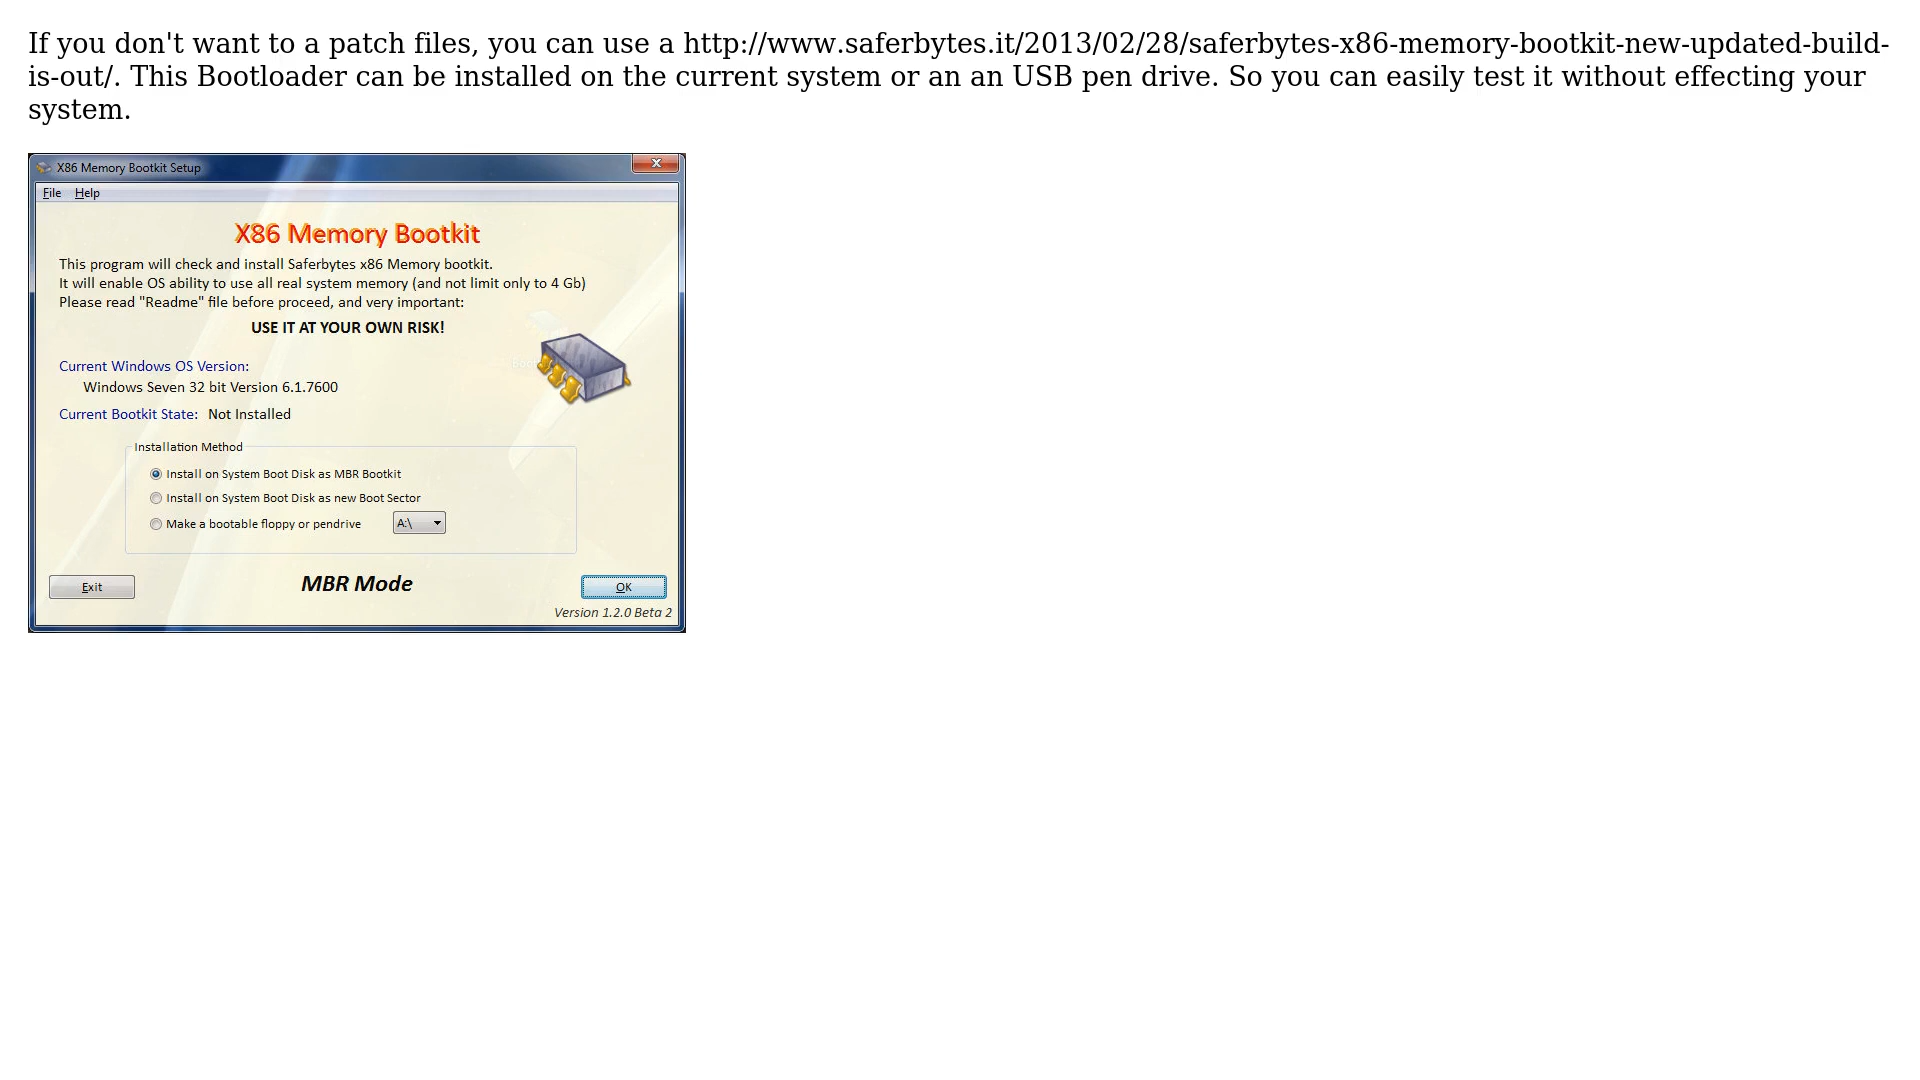 If you don't want to a patch files, you can use a http://www.saferbytes.it/2013/02/28/saferbytes-x86-memory-bootkit-new-updated-build-
is-out/. This Bootloader can be installed on the current system or an an USB pen drive. So you can easily test it without effecting your
system.
X86 Memory Bootkit Setup
File Help
X86 Memory Bootkit
This program will check and install Saferbytes x86 Memory bootkit.
It will enable OS ability to use all real system memory (and not limit only to 4 Gb)
Please read "Readme" file before proceed, and very important:
USE IT AT YOUR OWN RISK!
Current Windows OS Version:
Windows Seven 32 bit Version 6.1.7600
Current Bootkit State: Not Installed
Installation Method
Install on System Boot Disk as MBR Bootkit
Install on System Boot Disk as new Boot Sector
Make a bootable floppy or pendrive A:\
Exit MBR Mode OK
Version 1.2.0 Beta 2